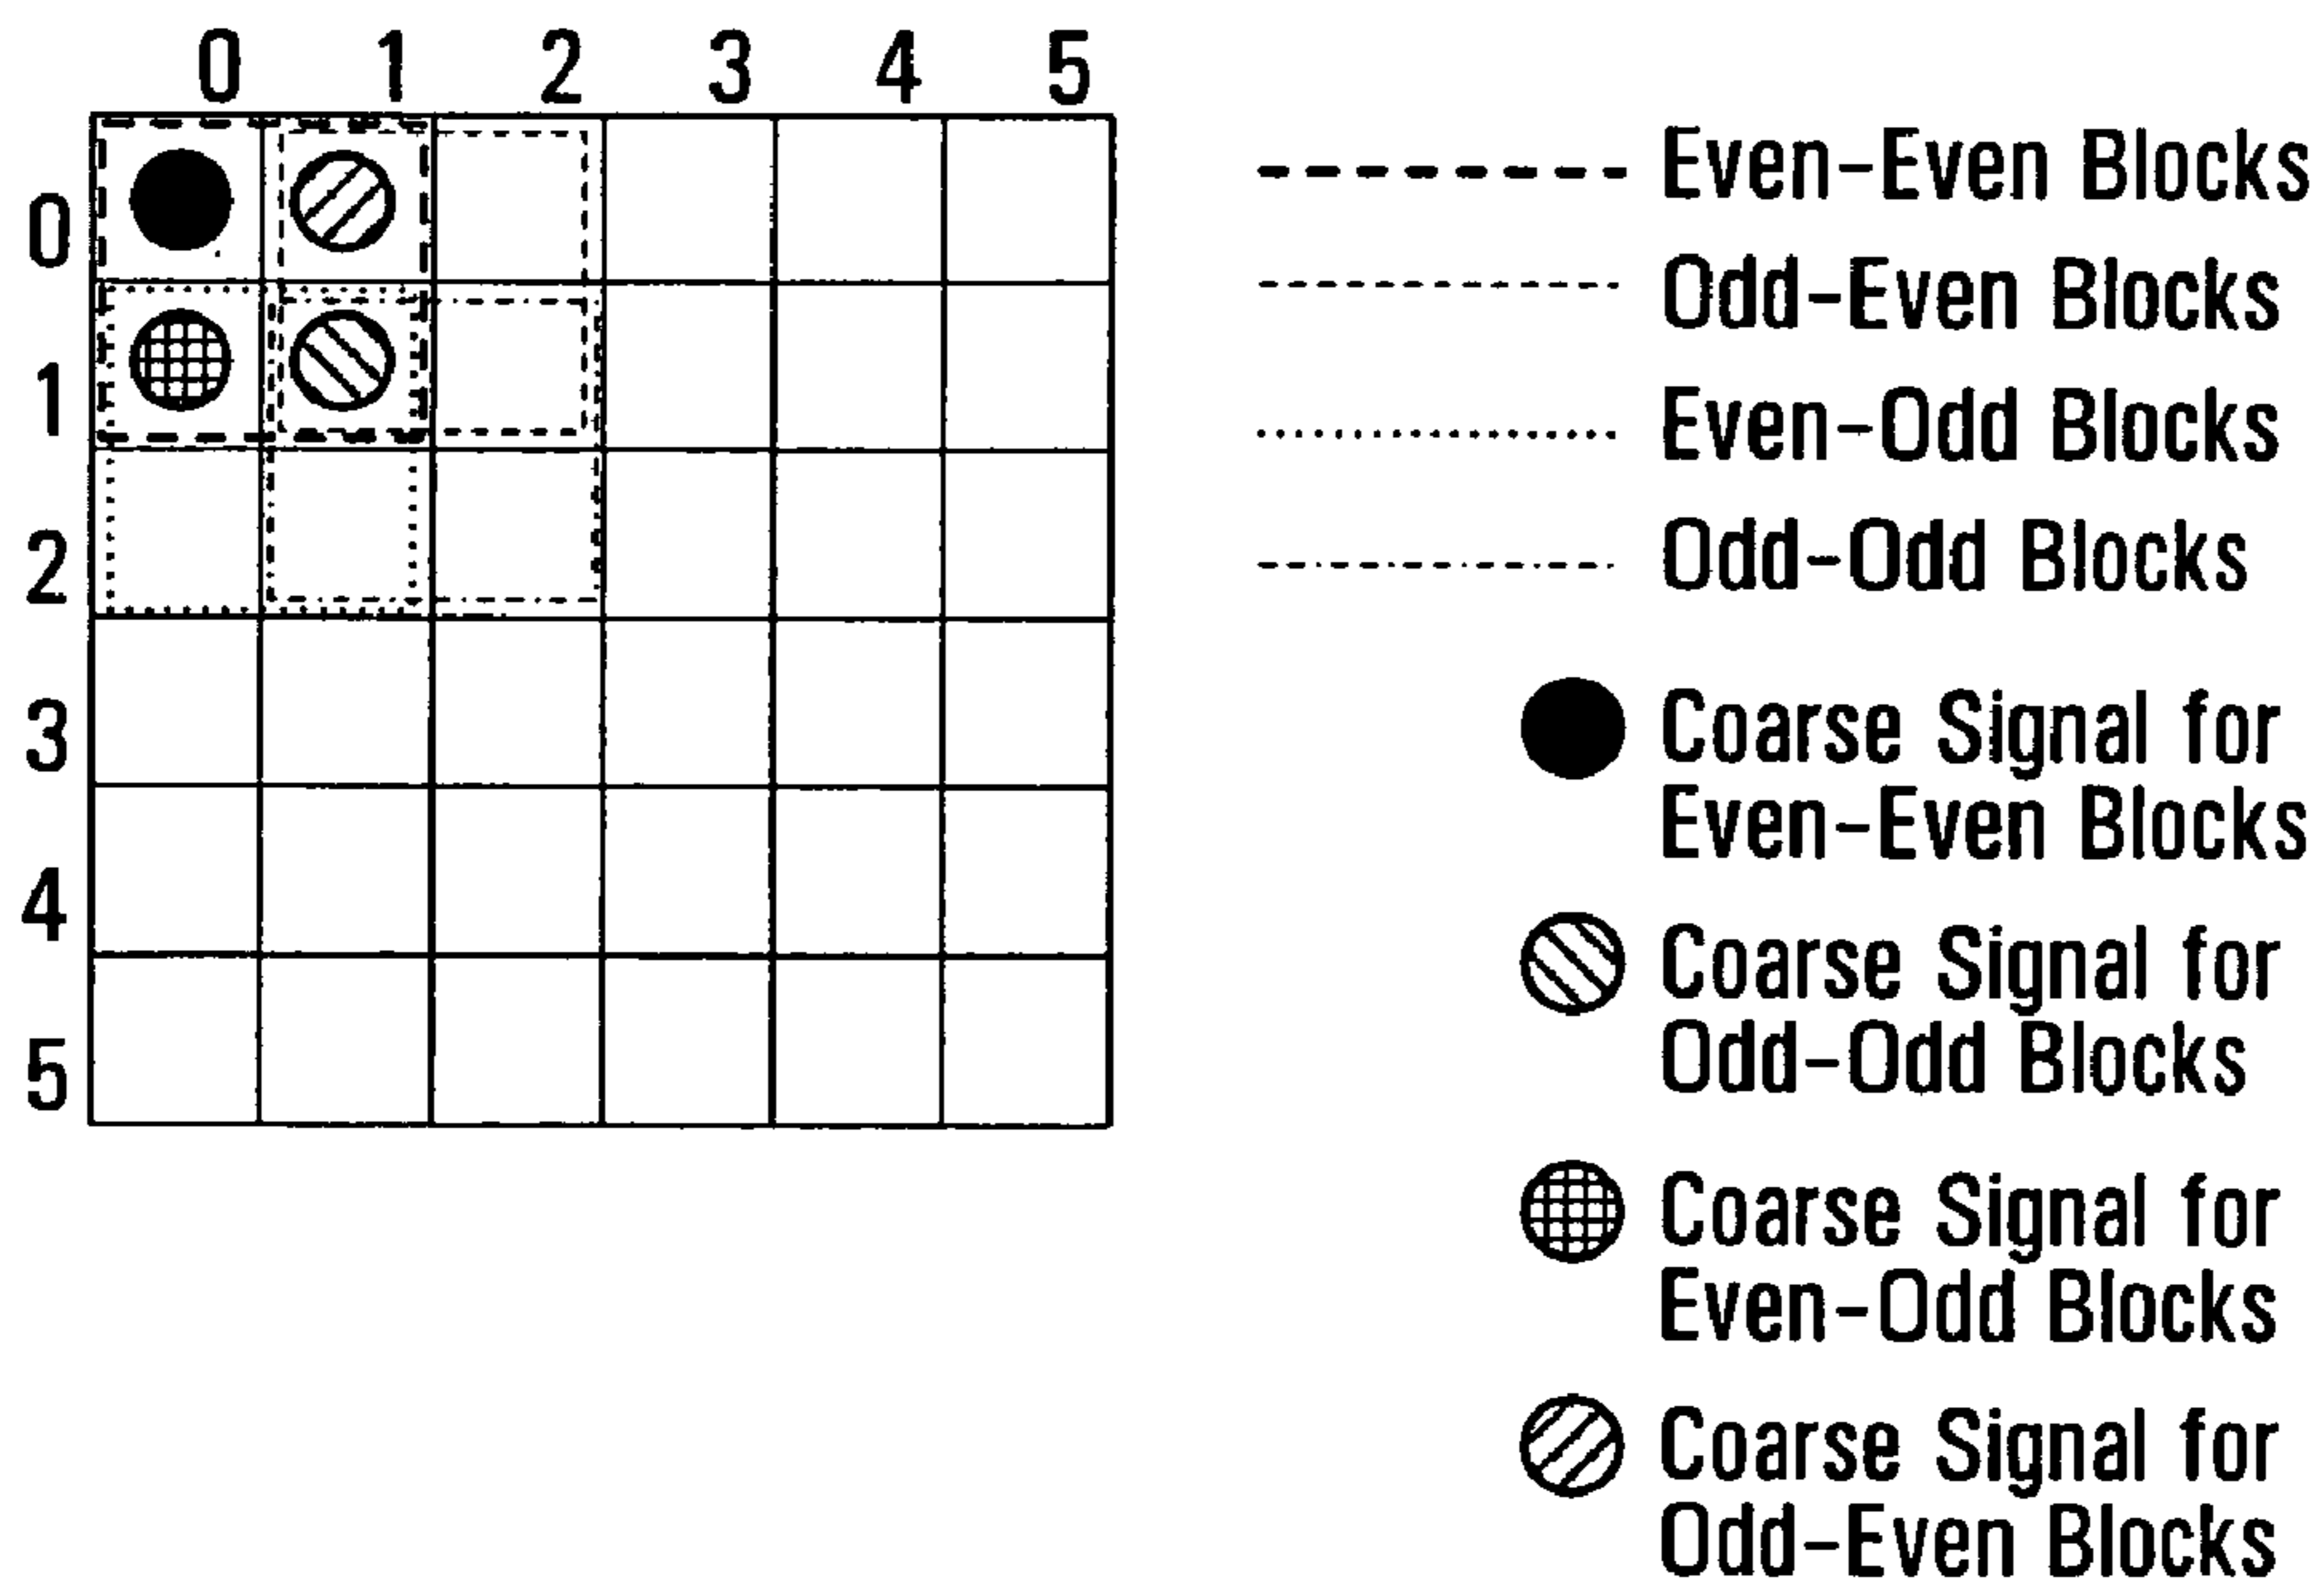 0 1 2 3 4 5
0
1
2
3
4
5
Even-Even Blocks
Odd-Even Blocks
Even-Odd Blocks
Odd-Odd Blocks
Coarse Signal for
Even-Even Blocks
Coarse Signal for
Odd-Odd Blocks
Coarse Signal for
Even-Odd Blocks
Coarse Signal for
Odd-Even Blocks